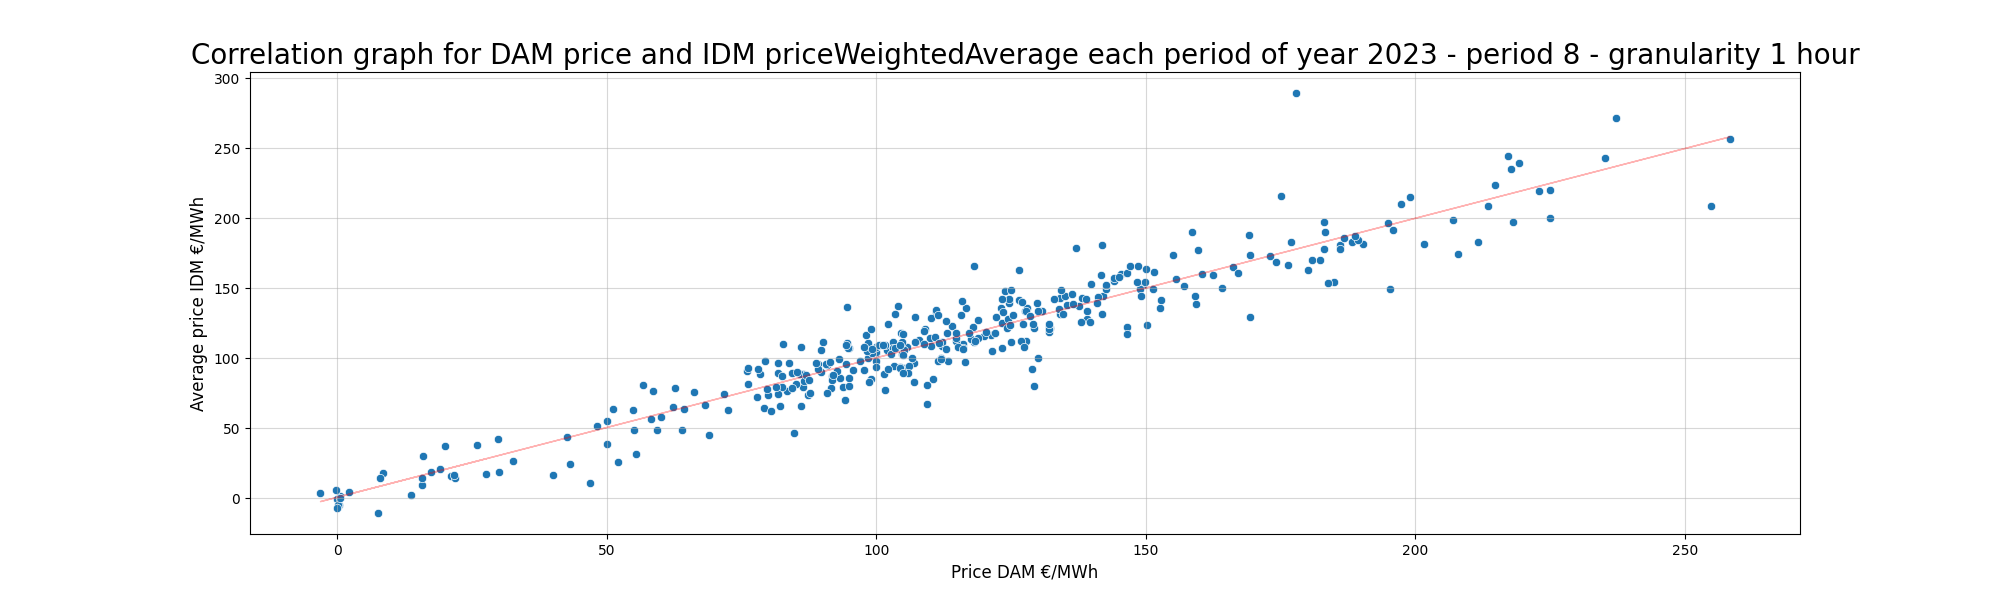 Correlation graph for DAM price and IDM priceWeightedAverage each period of year 2023 - period 8 - granularity 1 hour
300
250
200
150
100
50
0
Average price IDM €/MWh
0 50 100 150 200 250
Price DAM €/MWh